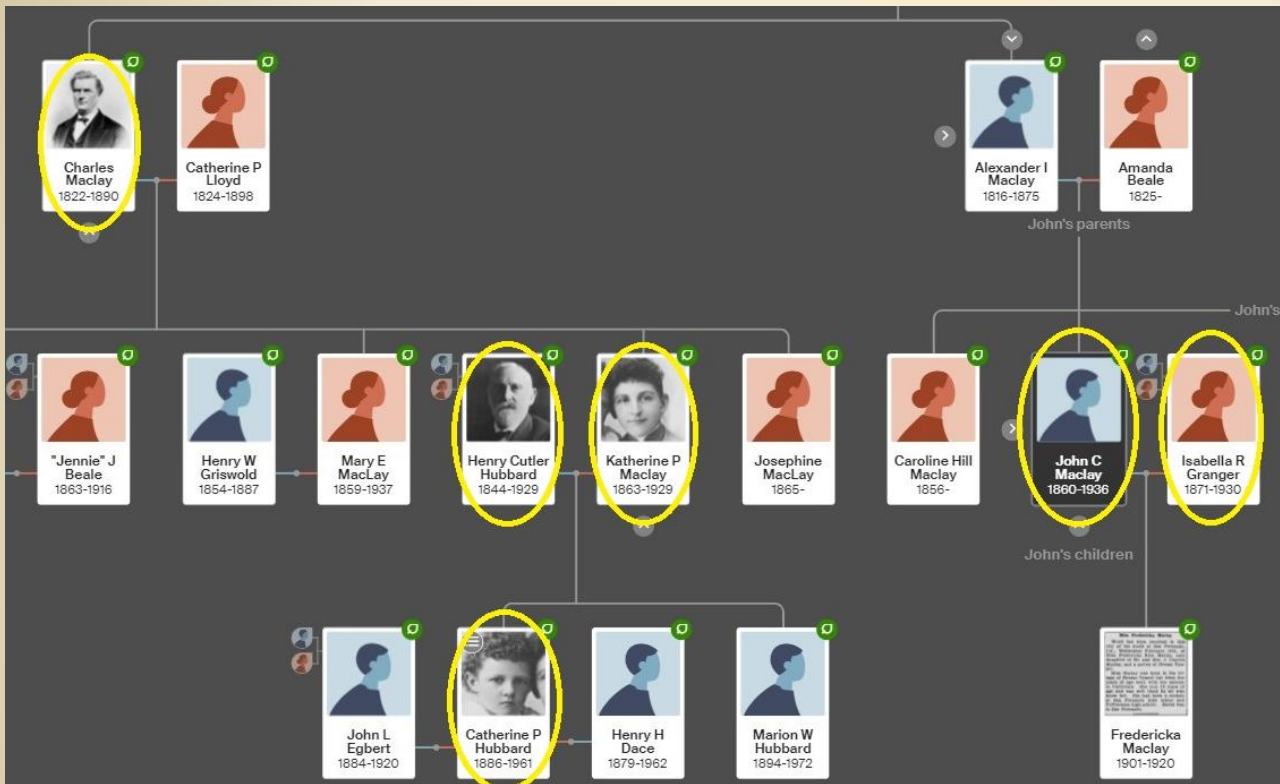 Charles
Maclay
1822-1890
Catherine P
Lloyd
1824-1898
Alexander I
Maclay
1816-1875
Amanda
Beale
1825-
John's parents
John's
"Jennie" J
Beale
1863-1916
Henry W
Griswold
1854-1887
Mary E
MacLay
1859-1937
Henry Cutler
Hubbard
1844-1929
Katherine P
Maclay
1863-1929
Josephine
MacLay
1865-
Caroline Hill
Maclay
1856-
John C
Maclay
1860-1936
Isabella R
Granger
1871-1930
John's children
John L
Egbert
1884-1920
Catherine P
Hubbard
1886-1961
Henry H
Dace
1879-1962
Marion W
Hubbard
1894-1972
Fredericka
Maclay
1901-1920